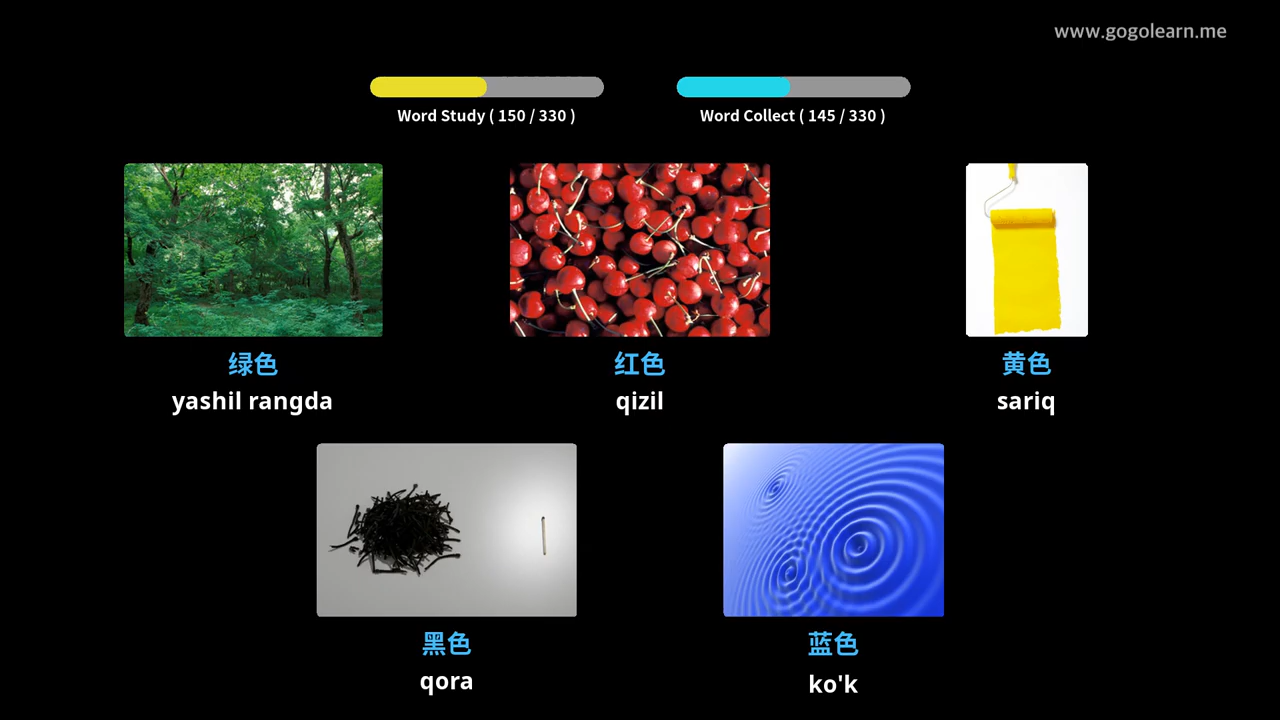 www.gogolearn.me
Word Study ( 150 / 330 )
Word Collect ( 145 / 330 )
绿色
yashil rangda
红色
qizil
黄色
sariq
黑色
qora
蓝色
ko'k